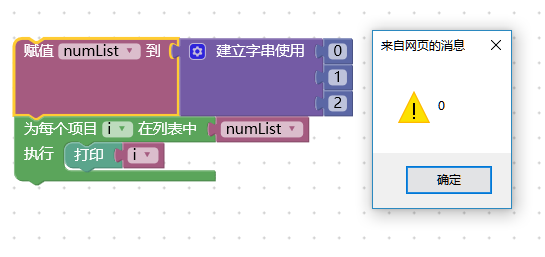 赋值 numList 到 建立字串使用 0
1
2
为每个项目 i 在列表中 numList
执行 打印 i
来自网页的消息
0
确定